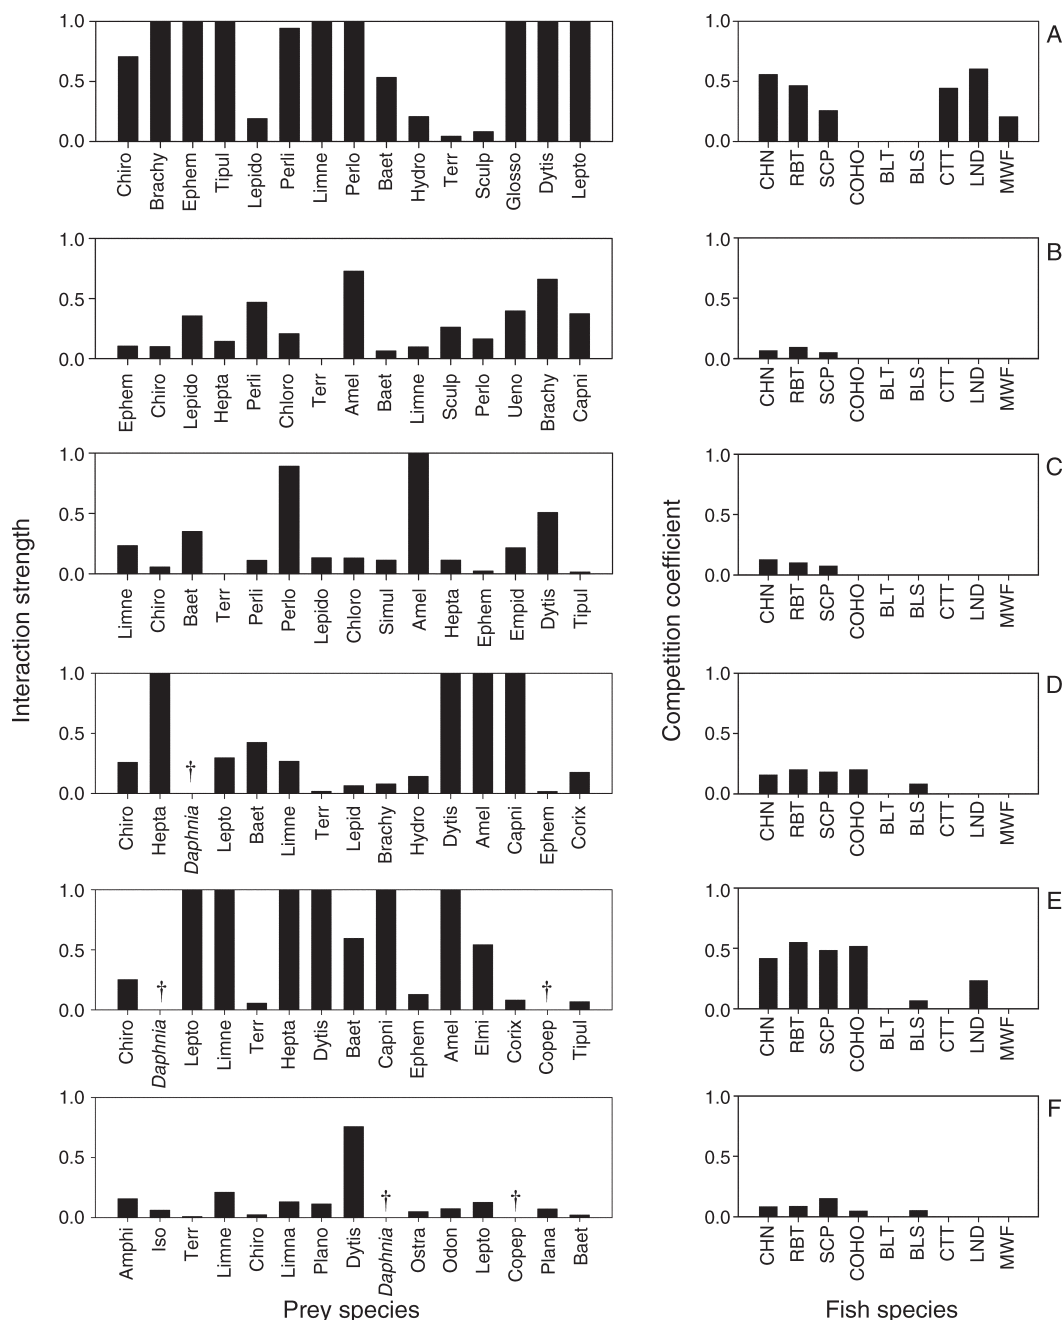 1.0 1.0 A
0.5 0.5
0.0 0.0
Chiro Brachy Ephem Tipul Lepido Perli Limne Perlo Baet Hydro Terr Sculp Glosso Dytis Lepto
CHN RBT SCP COHO BLT BLS CTT LND MWF
1.0 1.0 B
0.5 0.5
0.0 0.0
Ephem Chiro Lepido Hepta Perli Chloro Terr Amel Baet Limne Sculp Perlo Ueno Brachy Capni
CHN RBT SCP COHO BLT BLS CTT LND MWF
1.0 1.0 C
0.5 0.5
0.0 0.0
Limne Chiro Baet Terr Perli Perlo Lepido Chloro Simul Amel Hepta Ephem Empid Dytis Tipul
CHN RBT SCP COHO BLT BLS CTT LND MWF
Interaction strength
Competition coefficient
1.0 1.0 D
0.5 0.5
† 
0.0 0.0
Chiro Hepta Daphnia Lepto Baet Limne Terr Lepid Brachy Hydro Dytis Amel Capni Ephem Corix
CHN RBT SCP COHO BLT BLS CTT LND MWF
1.0 1.0 E
0.5 0.5
† †
0.0 0.0
Chiro Daphnia Lepto Limne Terr Hepta Dytis Baet Capni Ephem Amel Elmi Corix Copep Tipul
CHN RBT SCP COHO BLT BLS CTT LND MWF
1.0 1.0 F
0.5 0.5
† †
0.0 0.0
Amphi Iso Terr Limne Chiro Limna Plano Dytis Daphnia Ostra Odon Lepto Copep Plana Baet
CHN RBT SCP COHO BLT BLS CTT LND MWF
Prey species Fish species